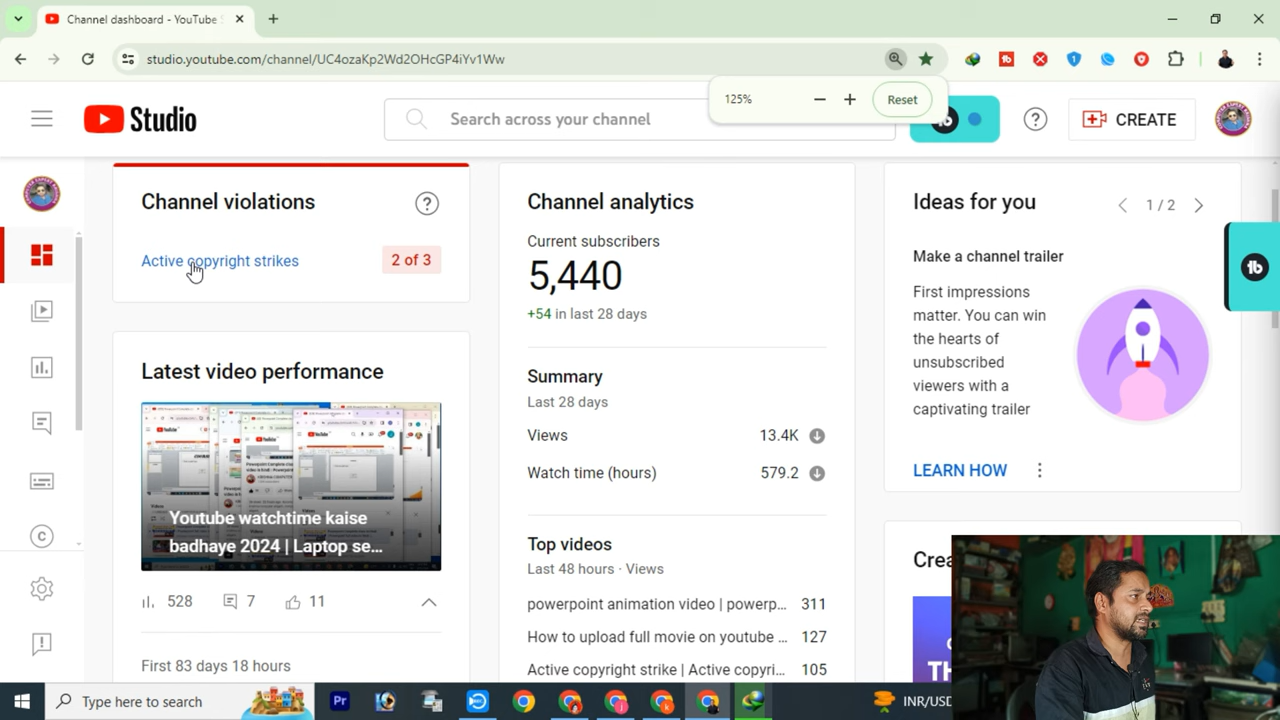 Channel dashboard - YouTube
studio.youtube.com/channel/UC4ozaKp2Wd2OHcGP4iYv1Ww
125%
Reset
Studio
Search across your channel
CREATE
Channel violations
Active copyright strikes
2 of 3
Latest video performance
Youtube watchtime kaise
badhaye 2024 | Laptop se...
528
7
11
First 83 days 18 hours
Channel analytics
Current subscribers
5,440
+54 in last 28 days
Summary
Last 28 days
Views
13.4K
Watch time (hours)
579.2
Top videos
Last 48 hours · Views
powerpoint animation video | powerp...
311
How to upload full movie on youtube ...
127
Active copyright strike | Active copyri...
105
Ideas for you
1 / 2
Make a channel trailer
First impressions
matter. You can win
the hearts of
unsubscribed
viewers with a
captivating trailer
LEARN HOW
Crea
TH
Type here to search
Pr
INR/USD